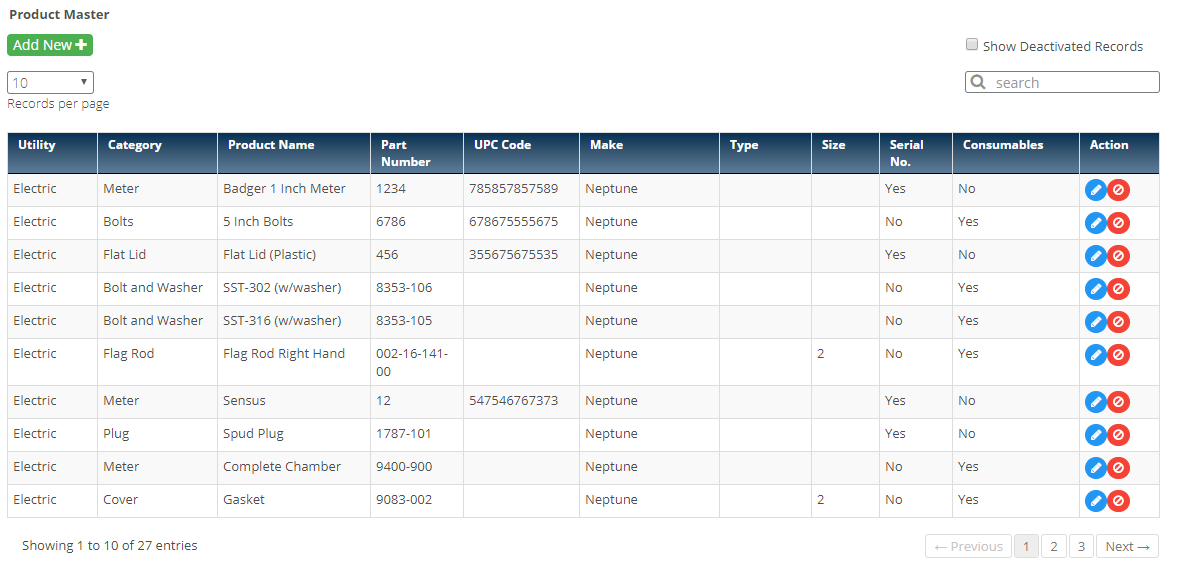 Product Master
Add New
Show Deactivated Records
10
search
Records per page
Utility Category Product Name Part Number UPC Code Make Type Size Serial No. Consumables Action
Electric Meter Badger 1 Inch Meter 1234 785857857589 Neptune Yes No
Electric Bolts 5 Inch Bolts 6786 678675555675 Neptune No Yes
Electric Flat Lid Flat Lid (Plastic) 456 355675675535 Neptune Yes No
Electric Bolt and Washer SST-302 (w/washer) 8353-106 Neptune No Yes
Electric Bolt and Washer SST-316 (w/washer) 8353-105 Neptune No Yes
Electric Flag Rod Flag Rod Right Hand 002-16-141-00 Neptune 2 No Yes
Electric Meter Sensus 12 547546767373 Neptune Yes No
Electric Plug Spud Plug 1787-101 Neptune Yes No
Electric Meter Complete Chamber 9400-900 Neptune No Yes
Electric Cover Gasket 9083-002 Neptune 2 No Yes
Showing 1 to 10 of 27 entries
← Previous 1 2 3 Next →